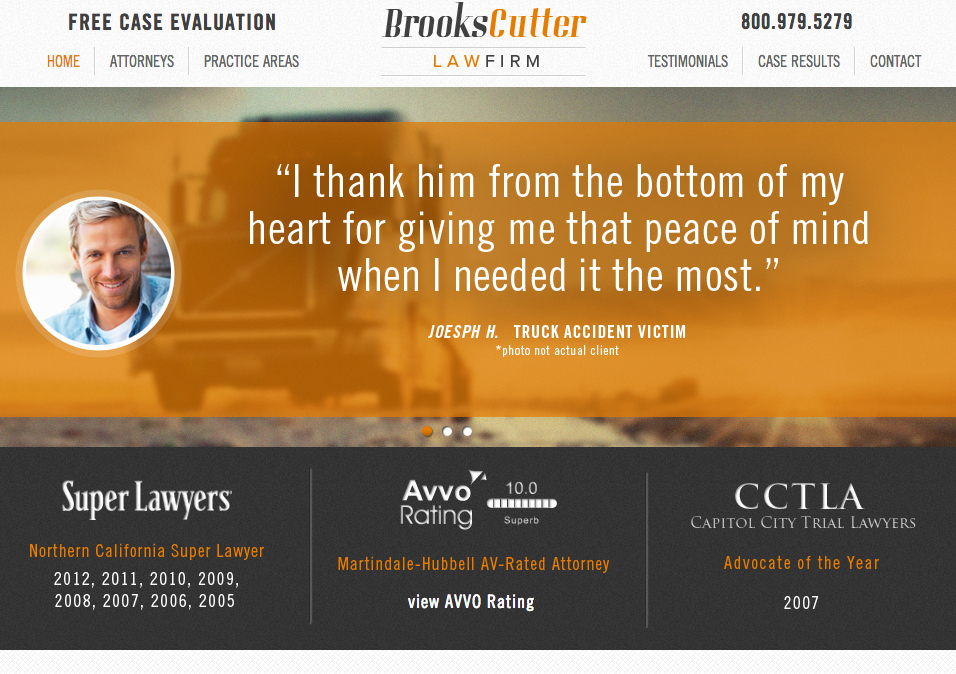 FREE CASE EVALUATION
BrooksCutter
LAWFIRM
800.979.5279
HOME
ATTORNEYS
PRACTICE AREAS
TESTIMONIALS
CASE RESULTS
CONTACT
“I thank him from the bottom of my
heart for giving me that peace of mind
when I needed it the most.”
JOESPH H. TRUCK ACCIDENT VICTIM
*photo not actual client
Super Lawyers
Northern California Super Lawyer
2012, 2011, 2010, 2009,
2008, 2007, 2006, 2005
Avvo
Rating
10.0
Superb
Martindale-Hubbell AV-Rated Attorney
view AVVO Rating
CCTLA
CAPITOL CITY TRIAL LAWYERS
Advocate of the Year
2007